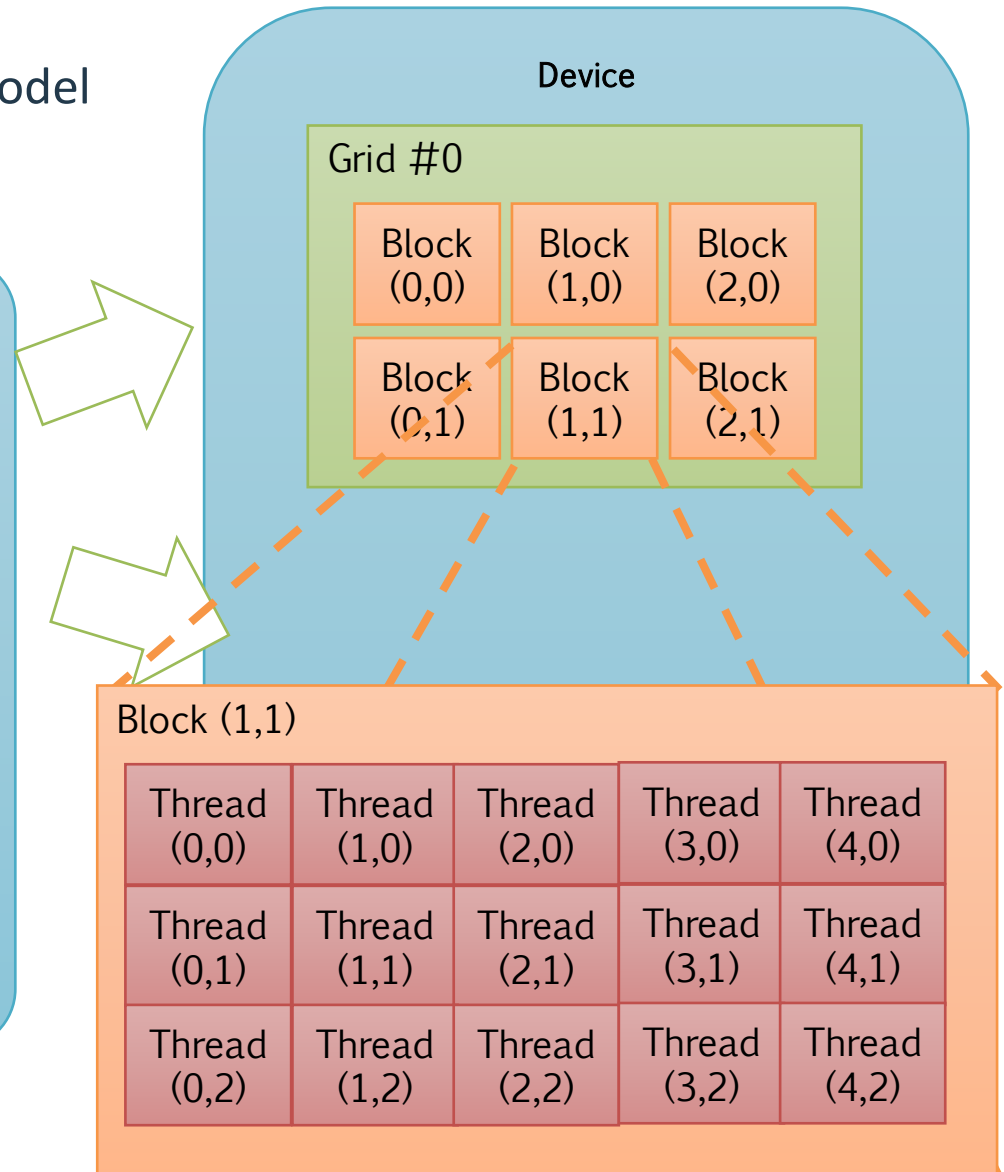 odel
Device
Grid #0
Block Block Block
(0,0) (1,0) (2,0)
Block Block Block
(0,1) (1,1) (2,1)
Block (1,1)
Thread Thread Thread Thread Thread
(0,0) (1,0) (2,0) (3,0) (4,0)
Thread Thread Thread Thread Thread
(0,1) (1,1) (2,1) (3,1) (4,1)
Thread Thread Thread Thread Thread
(0,2) (1,2) (2,2) (3,2) (4,2)